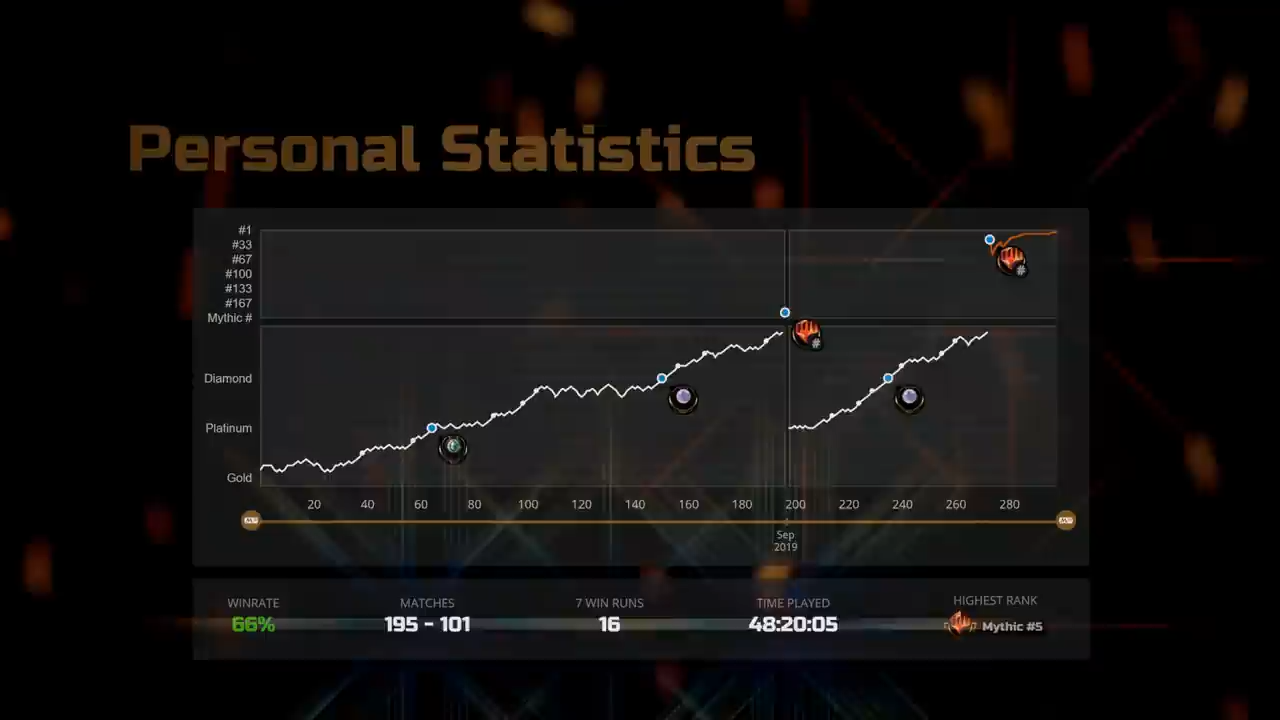 Personal Statistics
#1
#33
#67
#100
#133
#167
Mythic #
Diamond
Platinum
Gold
20 40 60 80 100 120 140 160 180 200 220 240 260 280
Sep
2019
WINRATE MATCHES 7 WIN RUNS TIME PLAYED HIGHEST RANK
66% 195 - 101 16 48:20:05 Mythic #5